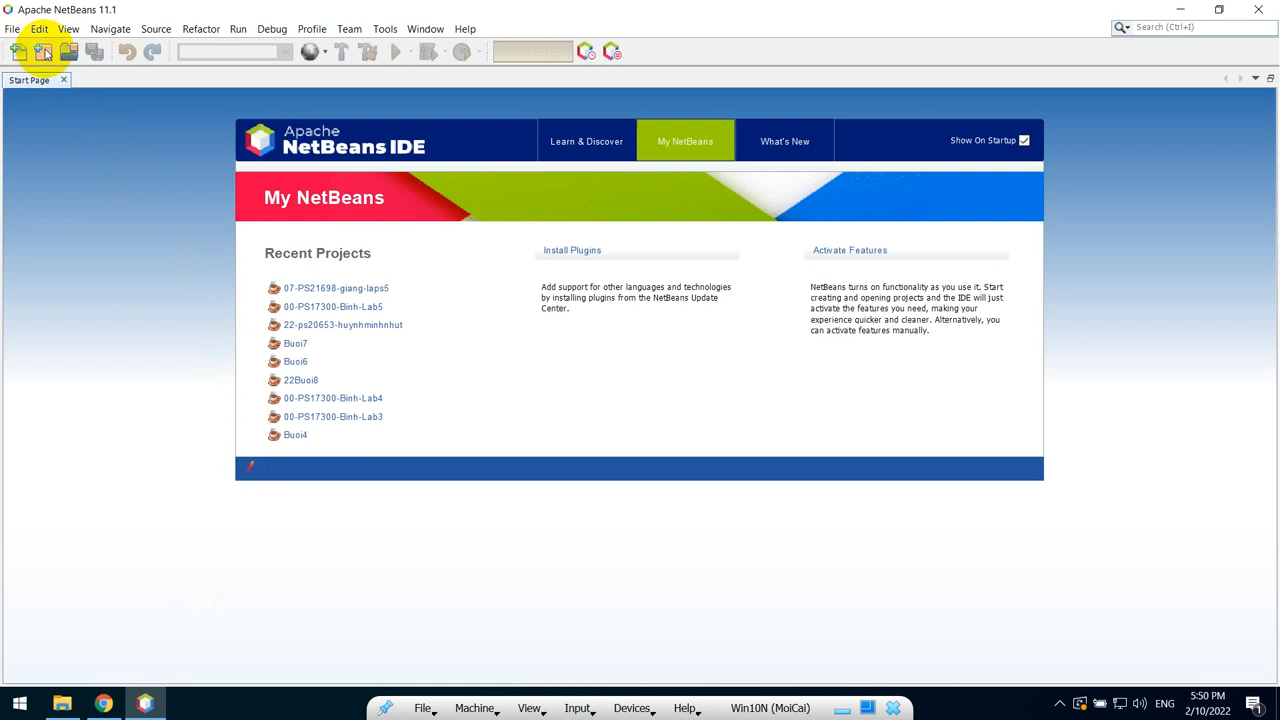 Apache NetBeans 11.1
File Edit View Navigate Source Refactor Run Debug Profile Team Tools Window Help
Search (Ctrl+I)
Start Page
Apache
NetBeans IDE
Learn & Discover
My NetBeans
What's New
Show On Startup
My NetBeans
Recent Projects
07-PS21698-giang-laps5
00-PS17300-Binh-Lab5
22-ps20653-huynhminhnhut
Buoi7
Buoi6
22Buoi8
00-PS17300-Binh-Lab4
00-PS17300-Binh-Lab3
Buoi4
Install Plugins
Add support for other languages and technologies
by installing plugins from the NetBeans Update
Center.
Activate Features
NetBeans turns on functionality as you use it. Start
creating and opening projects and the IDE will just
activate the features you need, making your
experience quicker and cleaner. Alternatively, you
can activate features manually.
File Machine View Input Devices Help Win10N (MoiCai)
ENG
5:50 PM
2/10/2022
1